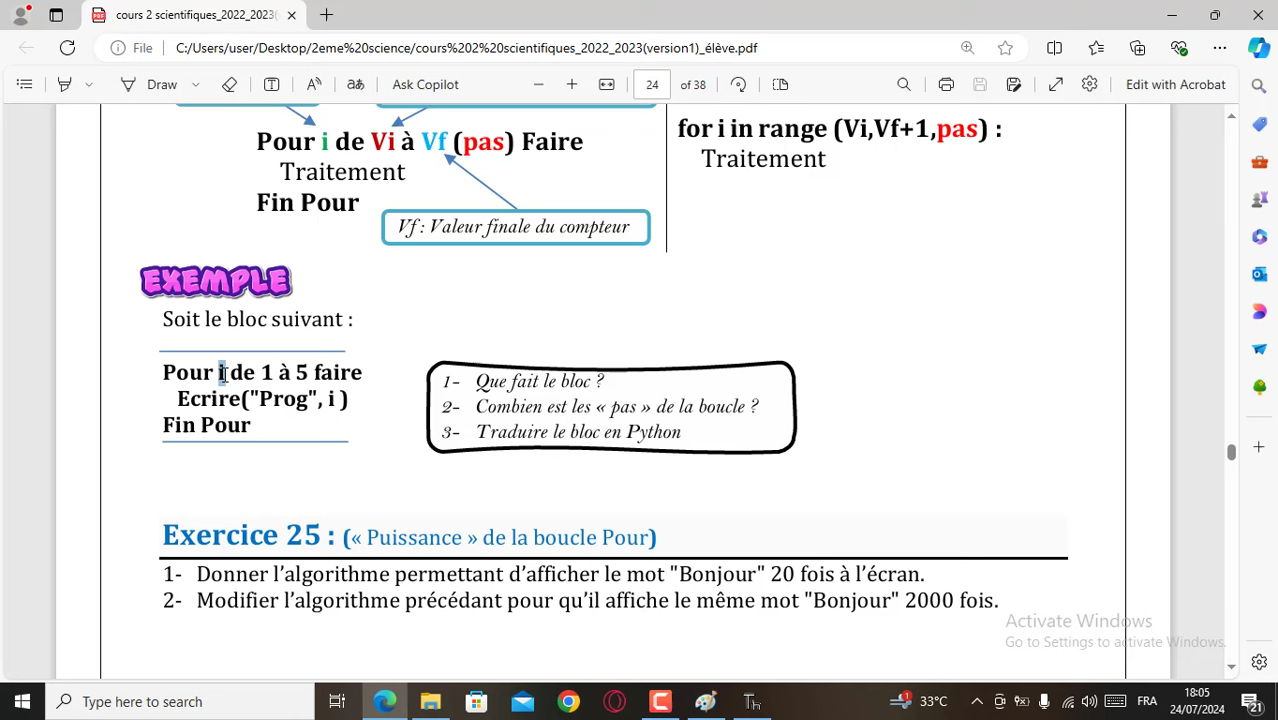 cours 2 scientifiques_2022_2023(
File
C:/Users/user/Desktop/2eme%20science/cours%202%20scientifiques_2022_2023(version1)_élève.pdf
Draw
aあ
Ask Copilot
24
of 38
Edit with Acrobat
Pour i de Vi à Vf (pas) Faire
Traitement
Fin Pour
Vf : Valeur finale du compteur
for i in range (Vi,Vf+1,pas) :
Traitement
EXEMPLE
Soit le bloc suivant :
Pour i de 1 à 5 faire
Ecrire("Prog", i )
Fin Pour
1- Que fait le bloc ?
2- Combien est les « pas » de la boucle ?
3- Traduire le bloc en Python
Exercice 25 : (« Puissance » de la boucle Pour)
1- Donner l’algorithme permettant d’afficher le mot "Bonjour" 20 fois à l’écran.
2- Modifier l’algorithme précédant pour qu’il affiche le même mot "Bonjour" 2000 fois.
Activate Windows
Go to Settings to activate Windows.
Type here to search
Th
1
33°C
FRA
18:05
24/07/2024
21